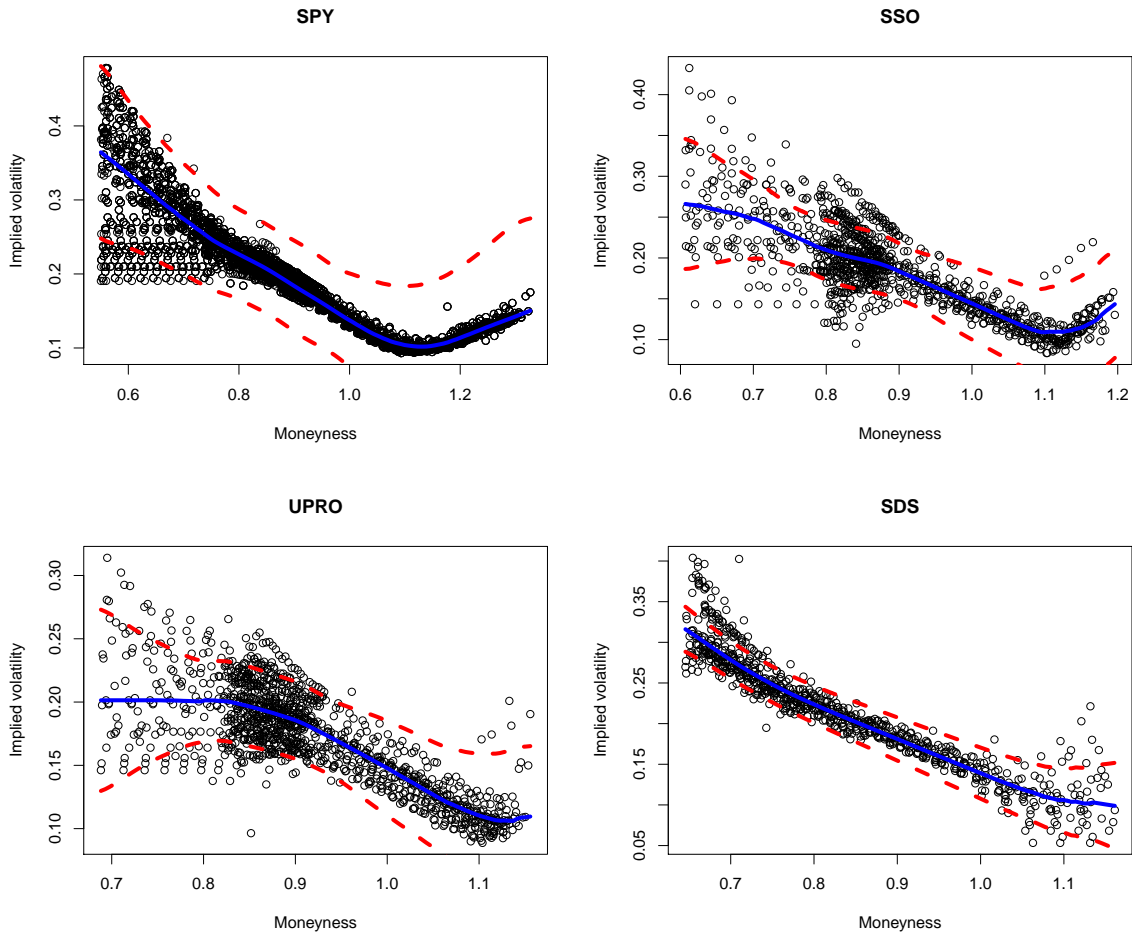 SPY
Implied volatility
0.1 0.2 0.3 0.4
0.6 0.8 1.0 1.2
Moneyness
SSO
Implied volatility
0.10 0.20 0.30 0.40
0.6 0.7 0.8 0.9 1.0 1.1 1.2
Moneyness
UPRO
Implied volatility
0.10 0.15 0.20 0.25 0.30
0.7 0.8 0.9 1.0 1.1
Moneyness
SDS
Implied volatility
0.05 0.15 0.25 0.35
0.7 0.8 0.9 1.0 1.1
Moneyness